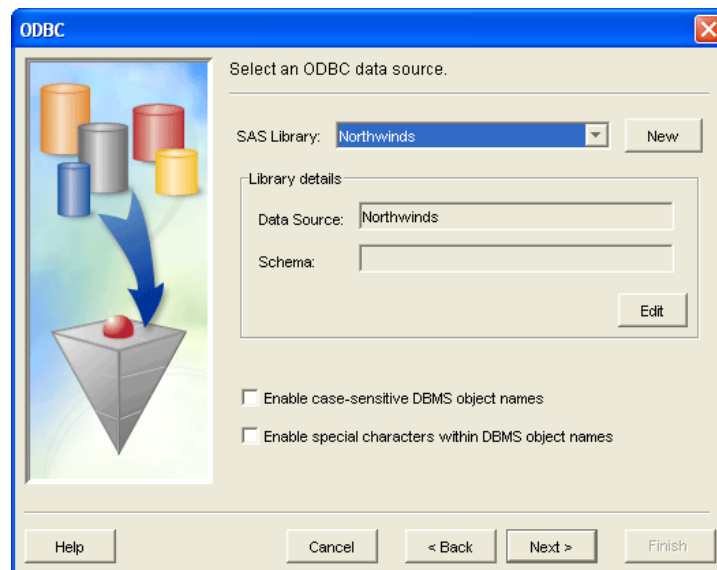 ODBC
Select an ODBC data source.
SAS Library: Northwinds New
Library details
Data Source: Northwinds
Schema:
Edit
Enable case-sensitive DBMS object names
Enable special characters within DBMS object names
Help Cancel < Back Next > Finish